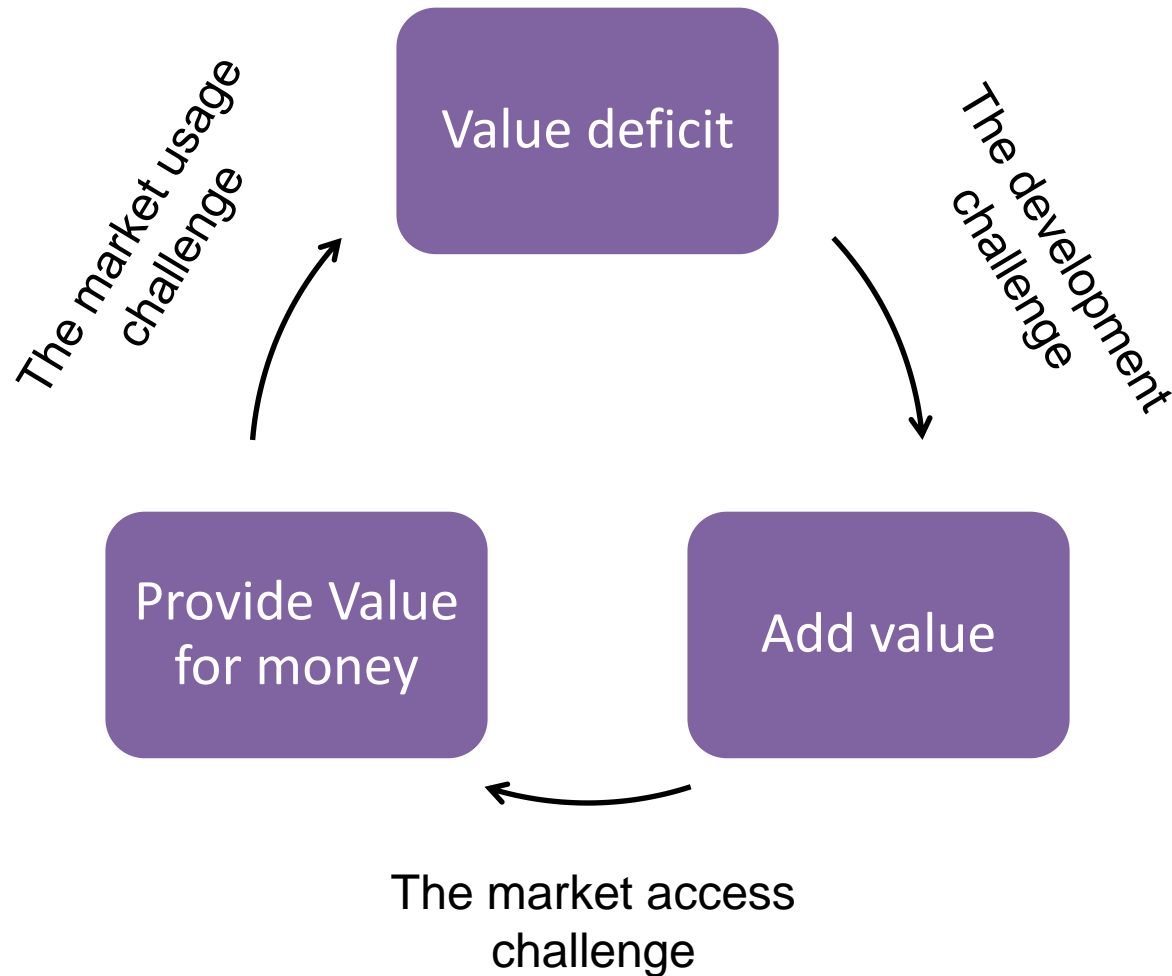 Value deficit
The development
challenge
Add value
The market access
challenge
Provide Value
for money
The market usage
challenge